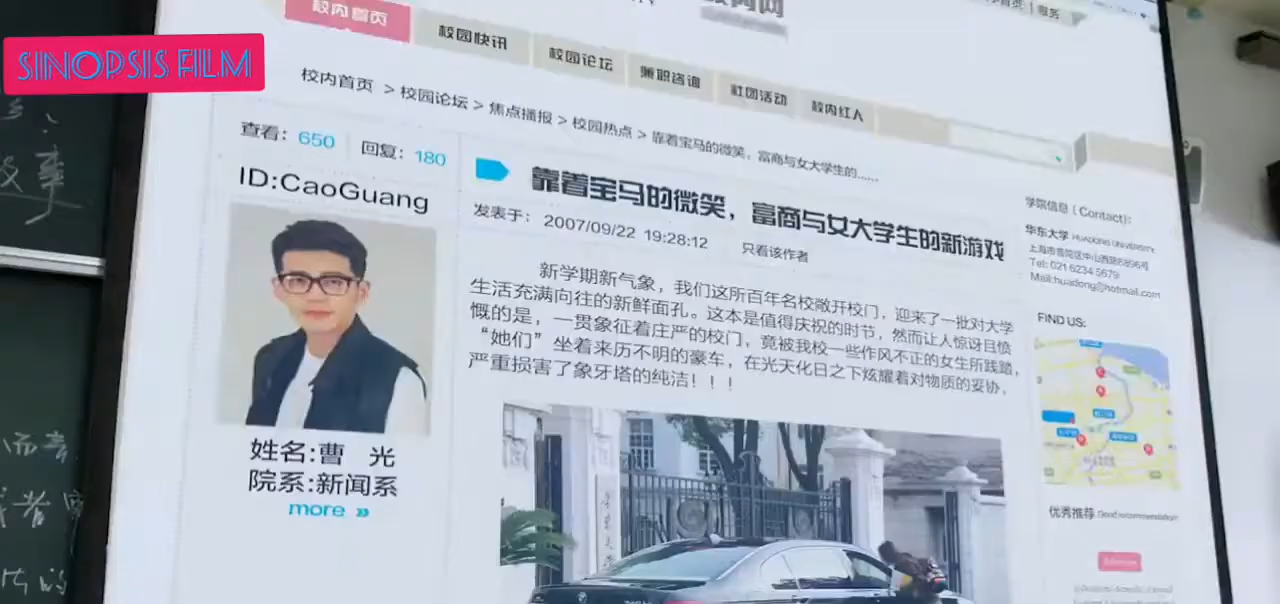 SINOPSIS FILM
校内首页
校园快讯
校园论坛
兼职咨询
社团活动
校内红人
校内首页 > 校园论坛 > 焦点播报 > 校园热点 > 靠着宝马的微笑，富商与女大学生的......
查看：650
回复：180
ID:CaoGuang
姓名:曹 光
院系:新闻系
more »
靠着宝马的微笑，富商与女大学生的新游戏
发表于： 2007/09/22 19:28:12 只看该作者
新学期新气象，我们这所百年名校敞开校门，迎来了一批对大学
生活充满向往的新鲜面孔。这本是值得庆祝的时节，然而让人惊讶且愤
慨的是，一贯象征着庄严的校门，竟被我校一些作风不正的女生所践踏，
“她们”坐着来历不明的豪车，在光天化日之下炫耀着对物质的妥协，
严重损害了象牙塔的纯洁！！！
学院信息（Contact）：
华东大学 HUADONG UNIVERSITY
Tel: 021 6234 5679
Mail:huadong@hotmail.com
FIND US:
优秀推荐 Good recommendation